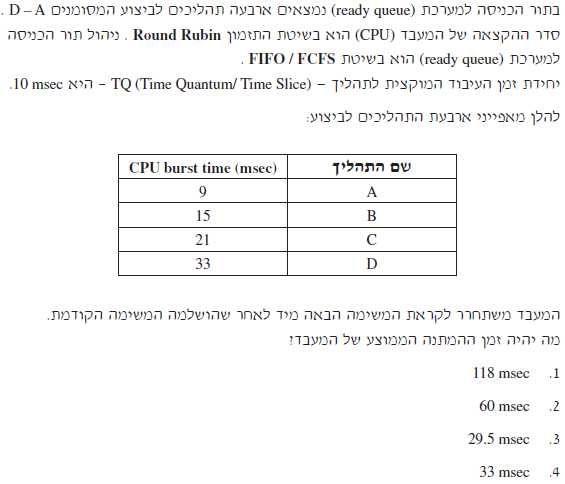 בתור הכניסה למערכת (ready queue) נמצאים ארבעה תהליכים לביצוע המסומנים D – A .
סדר ההקצאה של המעבד (CPU) הוא בשיטת התזמון Round Rubin . ניהול תור הכניסה
למערכת (ready queue) הוא בשיטת FIFO / FCFS .
יחידת זמן העיבוד המוקצית לתהליך – TQ (Time Quantum/ Time Slice) - היא 10 msec.
להלן מאפייני ארבעת התהליכים לביצוע:
שם התהליך CPU burst time (msec)
A 9
B 15
C 21
D 33
המעבד משתחרר לקראת המשימה הבאה מיד לאחר שהושלמה המשימה הקודמת.
מה יהיה זמן ההמתנה הממוצע של המעבד?
1. 118 msec
2. 60 msec
3. 29.5 msec
4. 33 msec